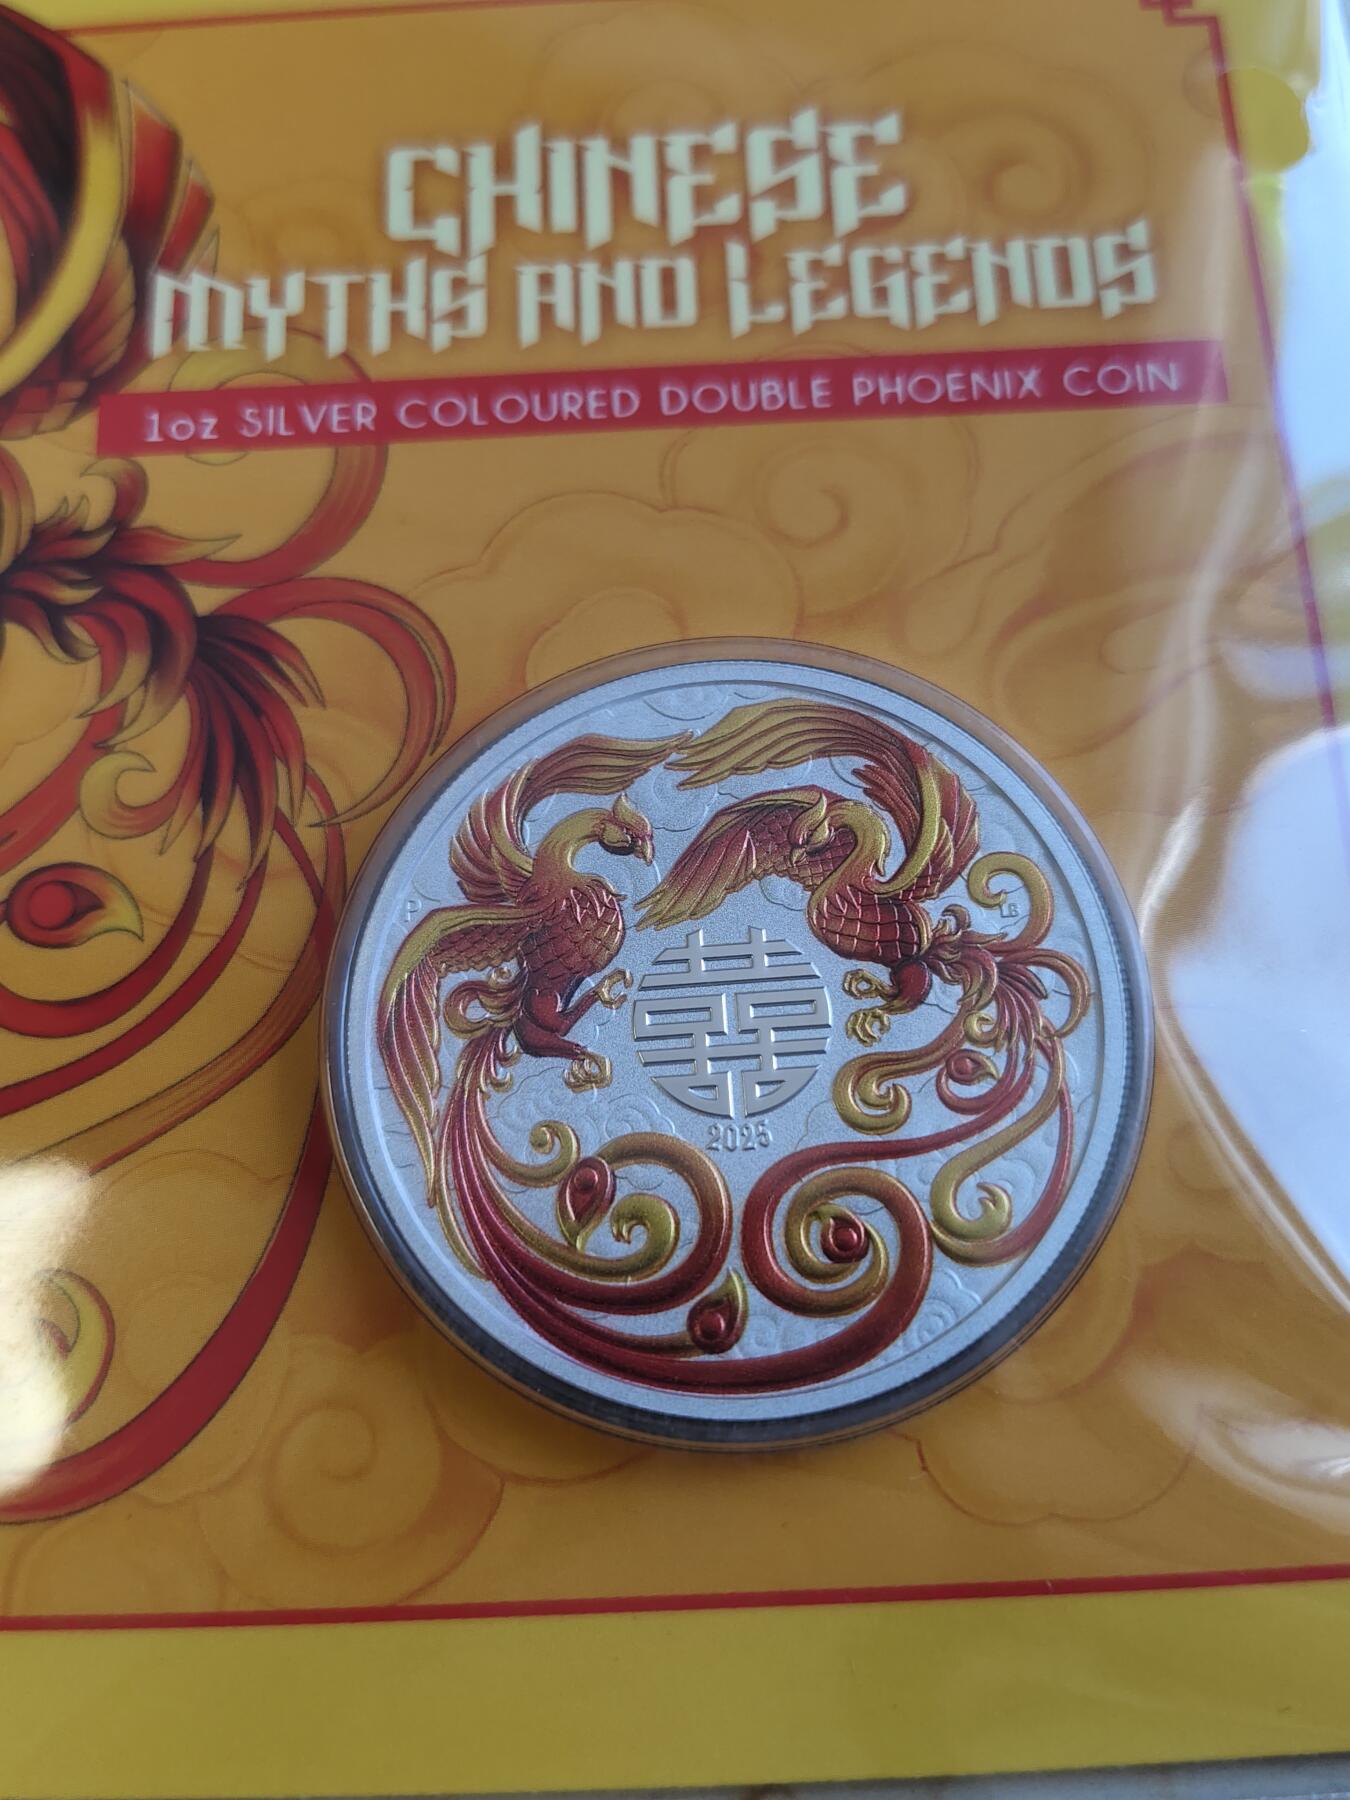 CHINESE
MYTHS AND LEGENDS
1oz SILVER COLOURED DOUBLE PHOENIX COIN
P
LB
囍
2025